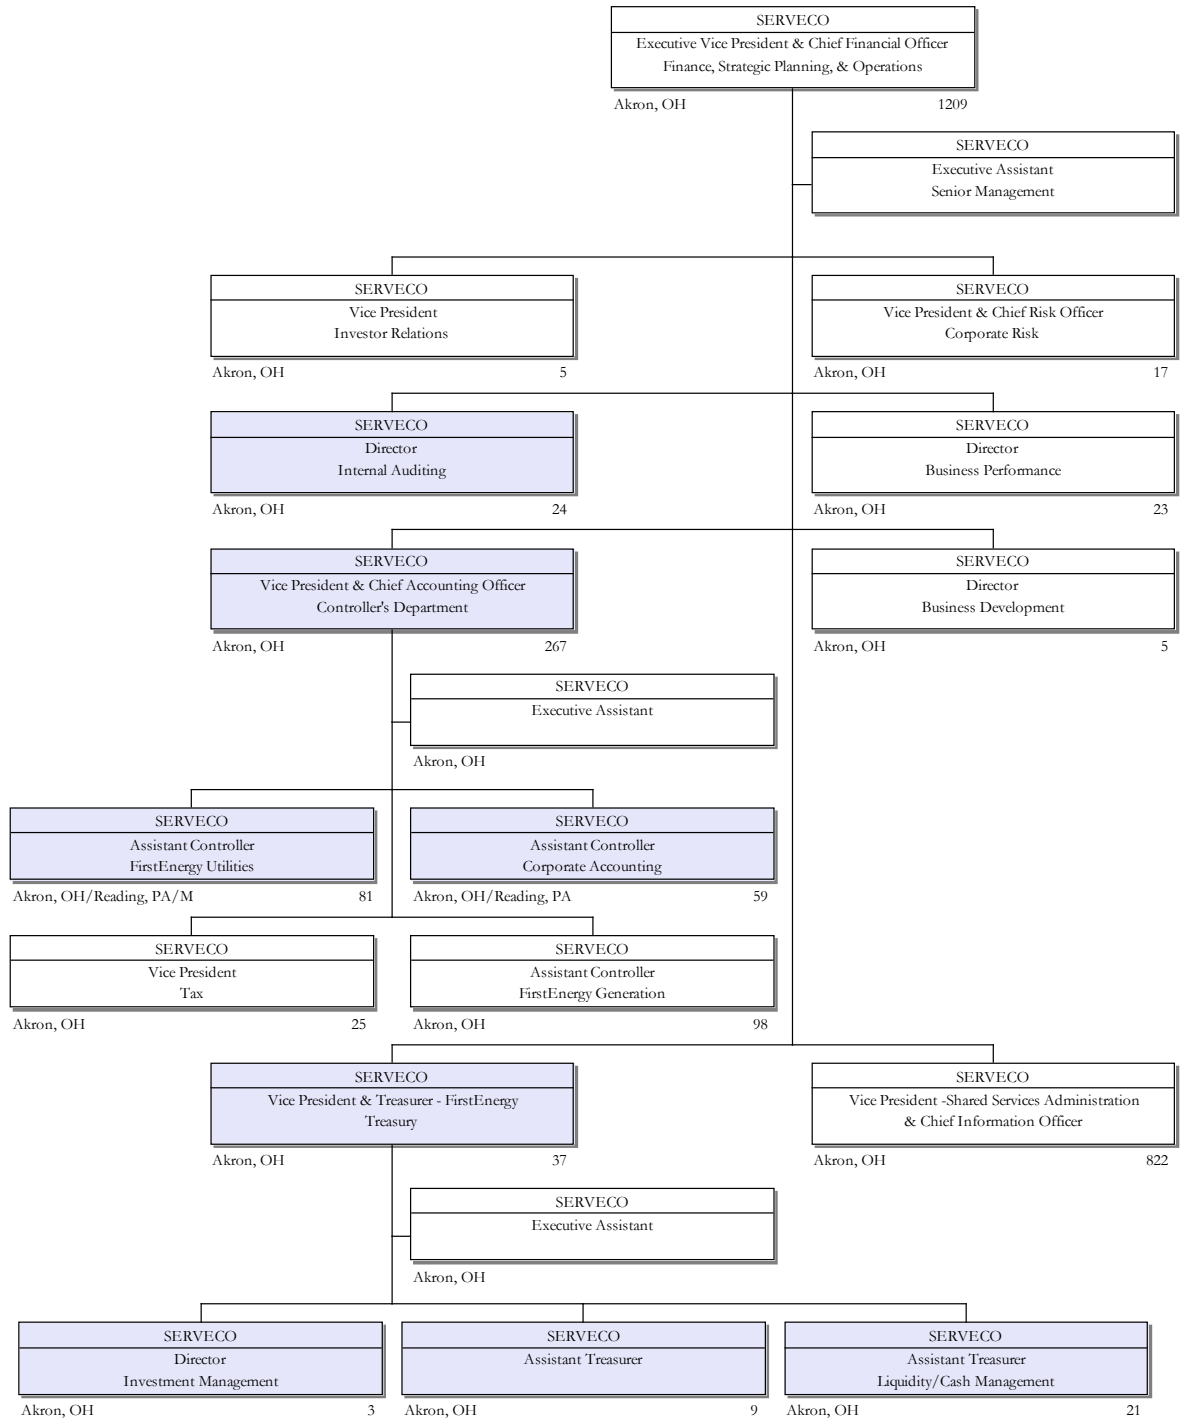 SERVECO
Executive Vice President & Chief Financial Officer
Finance, Strategic Planning, & Operations
Akron, OH 1209
SERVECO
Executive Assistant
Senior Management
SERVECO
Vice President
Investor Relations
Akron, OH 5
SERVECO
Vice President & Chief Risk Officer
Corporate Risk
Akron, OH 17
SERVECO
Director
Internal Auditing
Akron, OH 24
SERVECO
Director
Business Performance
Akron, OH 23
SERVECO
Vice President & Chief Accounting Officer
Controller's Department
Akron, OH 267
SERVECO
Director
Business Development
Akron, OH 5
SERVECO
Executive Assistant
Akron, OH
SERVECO
Assistant Controller
FirstEnergy Utilities
Akron, OH/Reading, PA/M 81
SERVECO
Assistant Controller
Corporate Accounting
Akron, OH/Reading, PA 59
SERVECO
Vice President
Tax
Akron, OH 25
SERVECO
Assistant Controller
FirstEnergy Generation
Akron, OH 98
SERVECO
Vice President & Treasurer - FirstEnergy
Treasury
Akron, OH 37
SERVECO
Vice President -Shared Services Administration
& Chief Information Officer
Akron, OH 822
SERVECO
Executive Assistant
Akron, OH
SERVECO
Director
Investment Management
Akron, OH 3
SERVECO
Assistant Treasurer
Akron, OH 9
SERVECO
Assistant Treasurer
Liquidity/Cash Management
Akron, OH 21